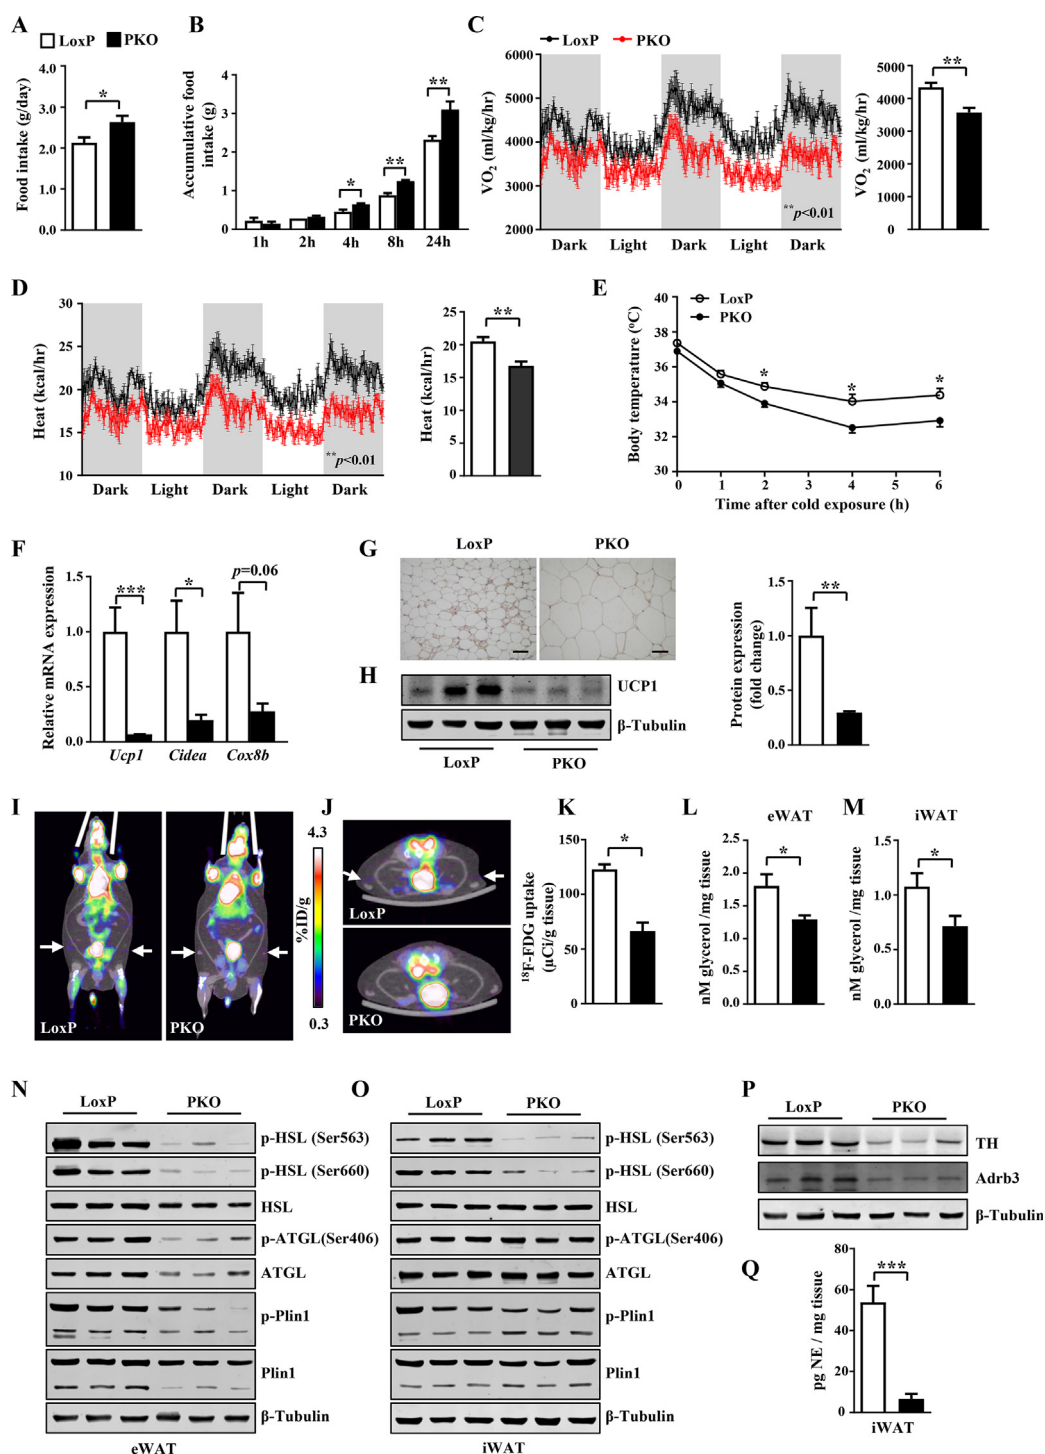 A
LoxP PKO
Food intake (g/day)
4.0
3.0
2.0
1.0
0.0
*
B
Accumulative food
intake (g)
4
3
2
1
0
*
**
**
1h 2h 4h 8h 24h
C
LoxP PKO
VO2 (ml/kg/hr)
6000
5000
4000
3000
2000
**p<0.01
Dark Light Dark Light Dark
VO2 (ml/kg/hr)
5000
4000
3000
2000
1000
0
**
D
Heat (kcal/hr)
30
25
20
15
10
**p<0.01
Dark Light Dark Light Dark
Heat (kcal/hr)
25
20
15
10
5
0
**
E
LoxP
PKO
Body temperature (°C)
38
36
34
32
30
* * *
0 1 2 3 4 5 6
Time after cold exposure (h)
F
Relative mRNA expression
1.5
1.0
0.5
0.0
***
*
p=0.06
Ucp1 Cidea Cox8b
G
LoxP PKO
H
UCP1
β-Tubulin
LoxP PKO
Protein expression
(fold change)
1.5
1.0
0.5
0.0
**
I
LoxP PKO
4.3
%ID/g
0.3
J
LoxP
PKO
K
18F-FDG uptake
(μCi/g tissue)
150
100
50
0
*
L
eWAT
nM glycerol /mg tissue
2.5
2.0
1.5
1.0
0.5
0.0
*
M
iWAT
nM glycerol /mg tissue
1.5
1.0
0.5
0.0
*
N
LoxP PKO
p-HSL (Ser563)
p-HSL (Ser660)
HSL
p-ATGL(Ser406)
ATGL
p-Plin1
Plin1
β-Tubulin
eWAT
O
LoxP PKO
p-HSL (Ser563)
p-HSL (Ser660)
HSL
p-ATGL(Ser406)
ATGL
p-Plin1
Plin1
β-Tubulin
iWAT
P
LoxP PKO
TH
Adrb3
β-Tubulin
Q
pg NE / mg tissue
80
60
40
20
0
***
iWAT